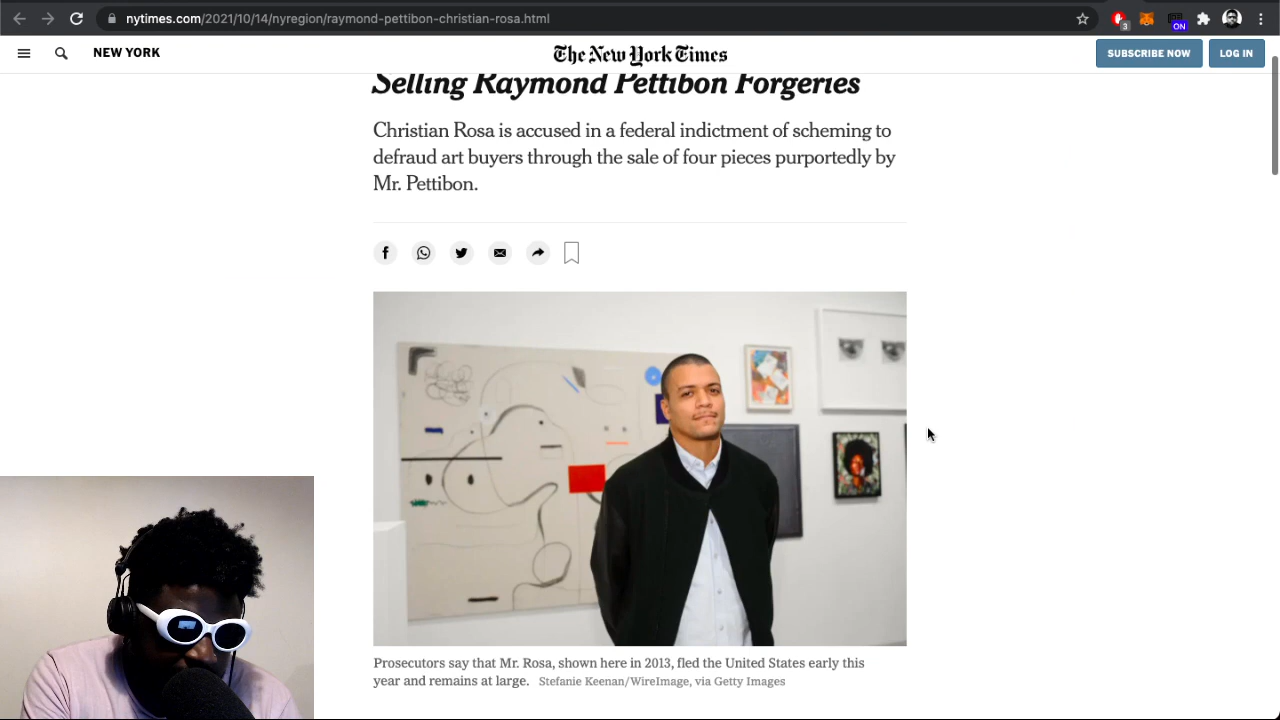 nytimes.com/2021/10/14/nyregion/raymond-pettibon-christian-rosa.html
3
ON
NEW YORK
The New York Times
SUBSCRIBE NOW
LOG IN
Selling Raymond Pettibon Forgeries
Christian Rosa is accused in a federal indictment of scheming to
defraud art buyers through the sale of four pieces purportedly by
Mr. Pettibon.
Prosecutors say that Mr. Rosa, shown here in 2013, fled the United States early this
year and remains at large. Stefanie Keenan/WireImage, via Getty Images